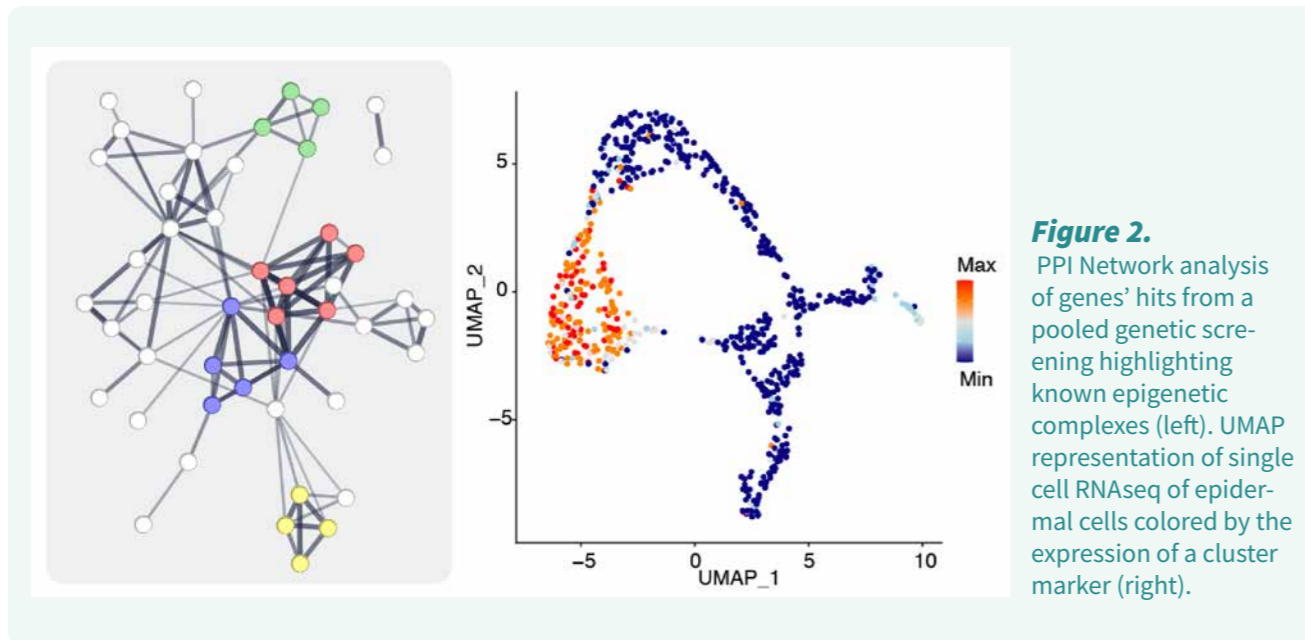 5
0
−5
UMAP_2
−5
0
5
10
UMAP_1
Max
Min
Figure 2.
PPI Network analysis
of genes’ hits from a
pooled genetic scre-
ening highlighting
known epigenetic
complexes (left). UMAP
representation of single
cell RNAseq of epider-
mal cells colored by the
expression of a cluster
marker (right).